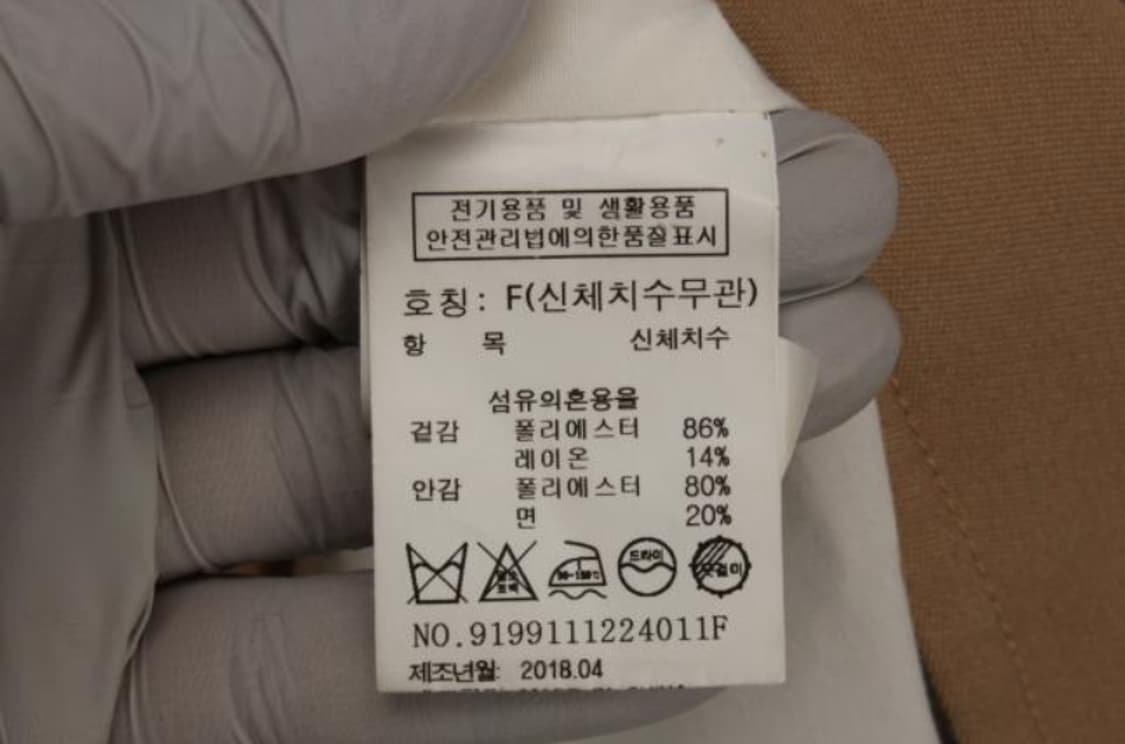 전기용품 및 생활용품
안전관리법에의한품질표시
호칭: F(신체치수무관)
항 목 신체치수
섬유의혼용율
겉감 폴리에스터 86%
레이온 14%
안감 폴리에스터 80%
면 20%
드라이 옷걸이
NO.9199111224011F
제조년월: 2018.04